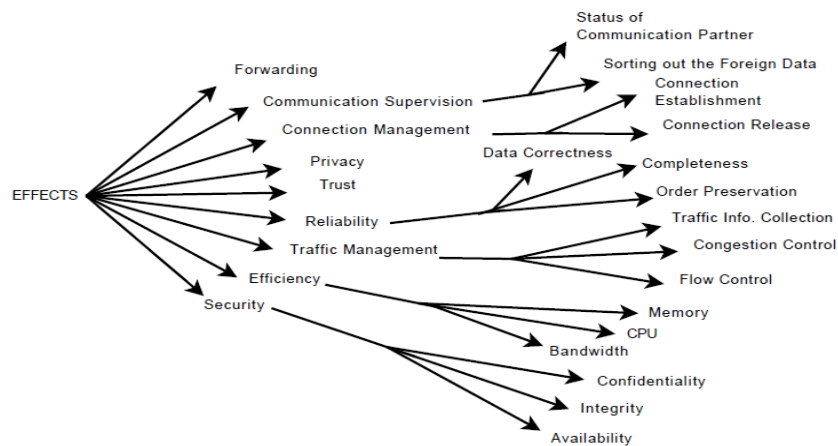 Status of
Communication Partner
Forwarding
Sorting out the Foreign Data
Communication Supervision
Connection
Establishment
Connection Management
Connection Release
Data Correctness
Privacy
Completeness
Trust
EFFECTS
Order Preservation
Reliability
Traffic Info. Collection
Traffic Management
Congestion Control
Efficiency
Flow Control
Security
Memory
CPU
Bandwidth
Confidentiality
Integrity
Availability